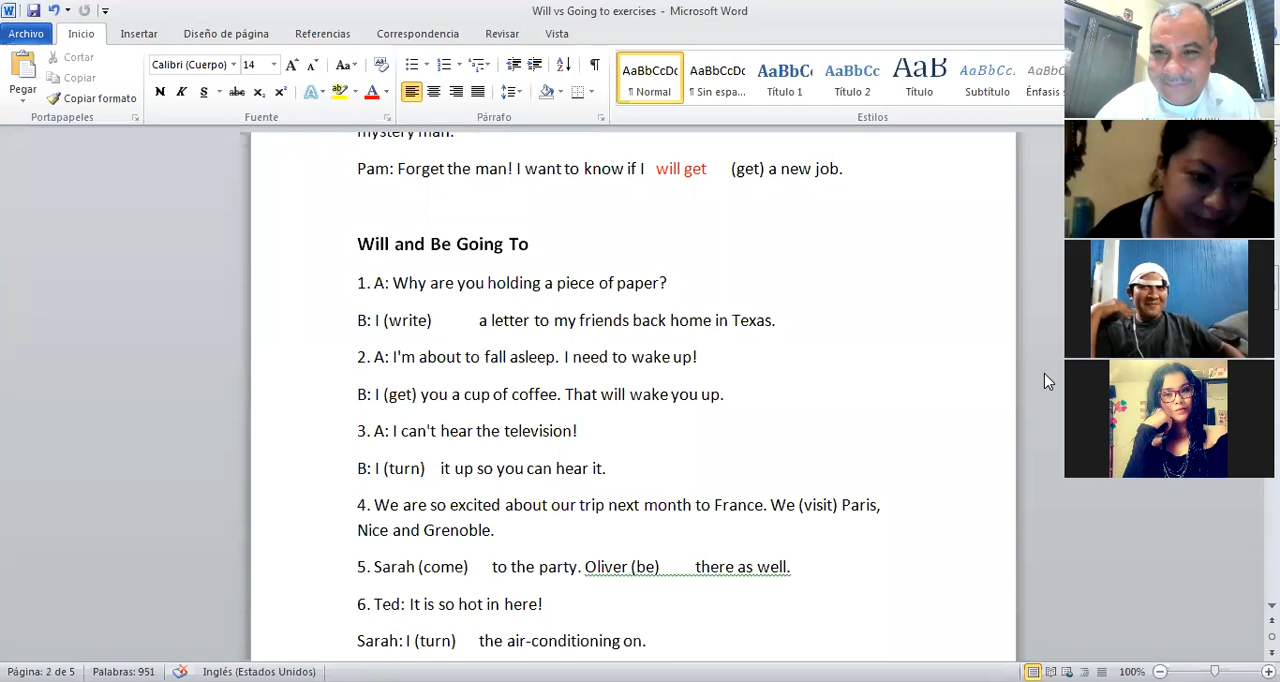 Will vs Going to exercises - Microsoft Word
Archivo Inicio Insertar Diseño de página Referencias Correspondencia Revisar Vista
Pegar
Cortar
Copiar
Copiar formato
Portapapeles
Calibri (Cuerpo) 14
N K S abc x₂ x²
Fuente
Párrafo
AaBbCcDc AaBbCcDc AaBbC AaBbCc AaB AaBbCc AaBbC
¶ Normal ¶ Sin espa... Título 1 Título 2 Título Subtítulo Énfasis
Estilos
mystery man.
Pam: Forget the man! I want to know if I will get (get) a new job.
Will and Be Going To
1. A: Why are you holding a piece of paper?
B: I (write) a letter to my friends back home in Texas.
2. A: I'm about to fall asleep. I need to wake up!
B: I (get) you a cup of coffee. That will wake you up.
3. A: I can't hear the television!
B: I (turn) it up so you can hear it.
4. We are so excited about our trip next month to France. We (visit) Paris,
Nice and Grenoble.
5. Sarah (come) to the party. Oliver (be) there as well.
6. Ted: It is so hot in here!
Sarah: I (turn) the air-conditioning on.
Página: 2 de 5 Palabras: 951 Inglés (Estados Unidos) 100%